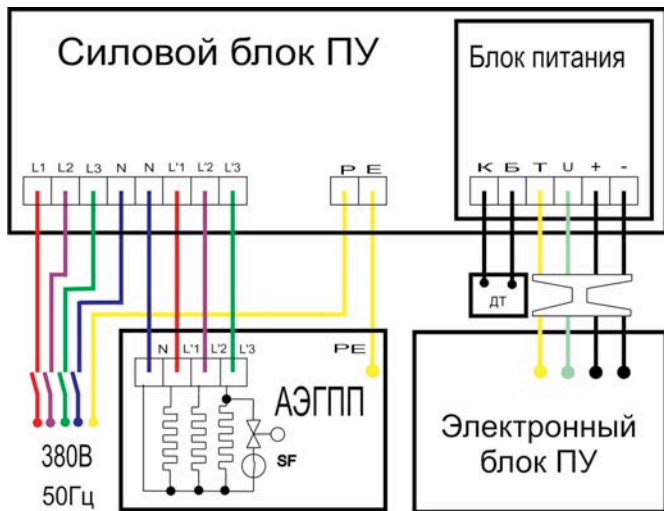 Силовой блок ПУ
Блок питания
L1 L2 L3 N N L'1 L'2 L'3
P E
К Б Т U + -
ДТ
N L'1 L'2 L'3
PE
АЭГПП
SF
380В
50Гц
Электронный
блок ПУ